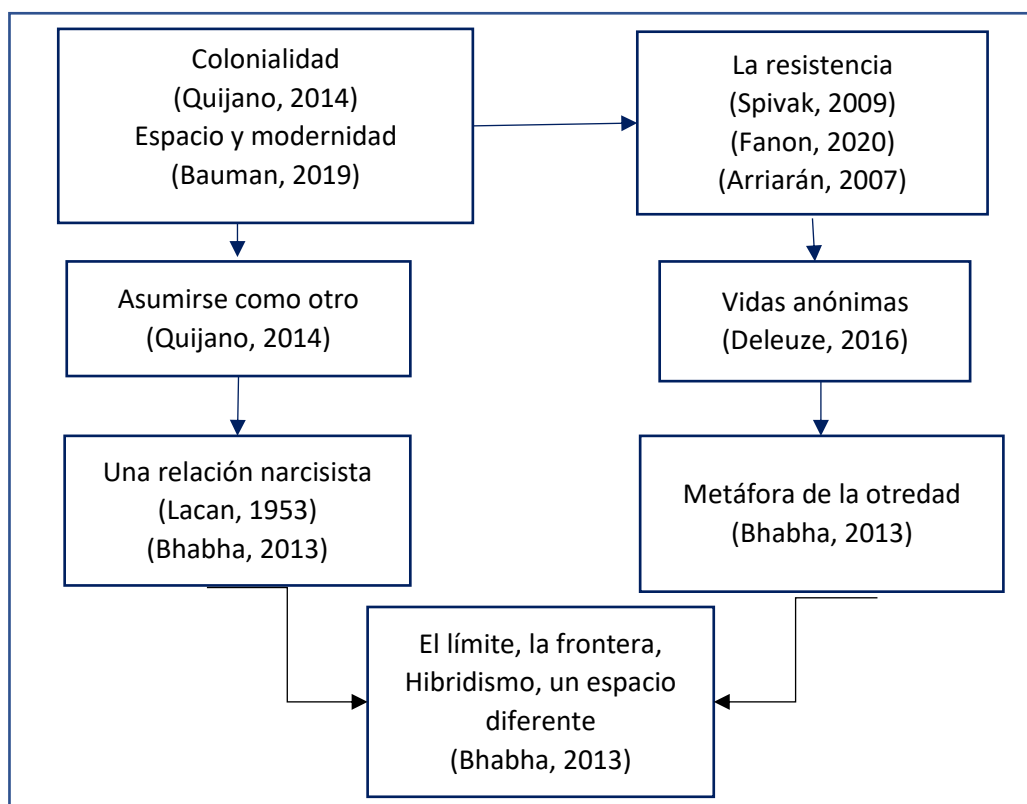 Colonialidad
(Quijano, 2014)
Espacio y modernidad
(Bauman, 2019)
La resistencia
(Spivak, 2009)
(Fanon, 2020)
(Arriarán, 2007)
Asumirse como otro
(Quijano, 2014)
Vidas anónimas
(Deleuze, 2016)
Una relación narcisista
(Lacan, 1953)
(Bhabha, 2013)
Metáfora de la otredad
(Bhabha, 2013)
El límite, la frontera,
Hibridismo, un espacio
diferente
(Bhabha, 2013)